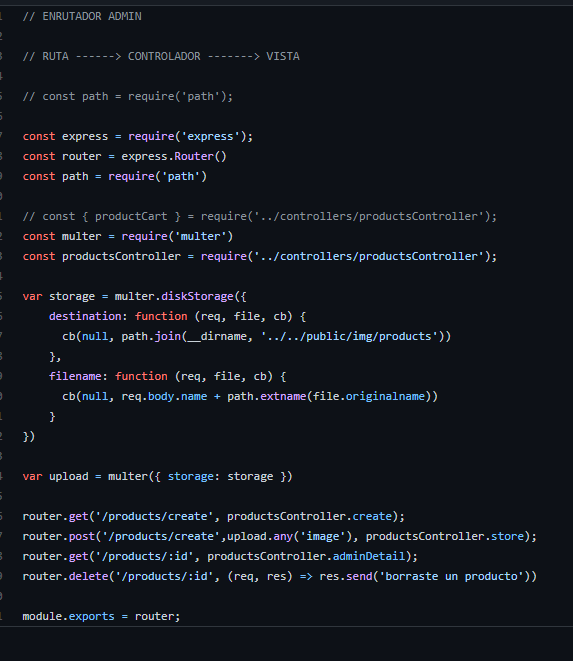 // ENRUTADOR ADMIN
// RUTA ------> CONTROLADOR -------> VISTA
// const path = require('path');
const express = require('express');
const router = express.Router()
const path = require('path')
// const { productCart } = require('../controllers/productsController');
const multer = require('multer')
const productsController = require('../controllers/productsController');
var storage = multer.diskStorage({
    destination: function (req, file, cb) {
      cb(null, path.join(__dirname, '../../public/img/products'))
    },
    filename: function (req, file, cb) {
      cb(null, req.body.name + path.extname(file.originalname))
    }
})
var upload = multer({ storage: storage })
router.get('/products/create', productsController.create);
router.post('/products/create',upload.any('image'), productsController.store);
router.get('/products/:id', productsController.adminDetail);
router.delete('/products/:id', (req, res) => res.send('borraste un producto'))
module.exports = router;